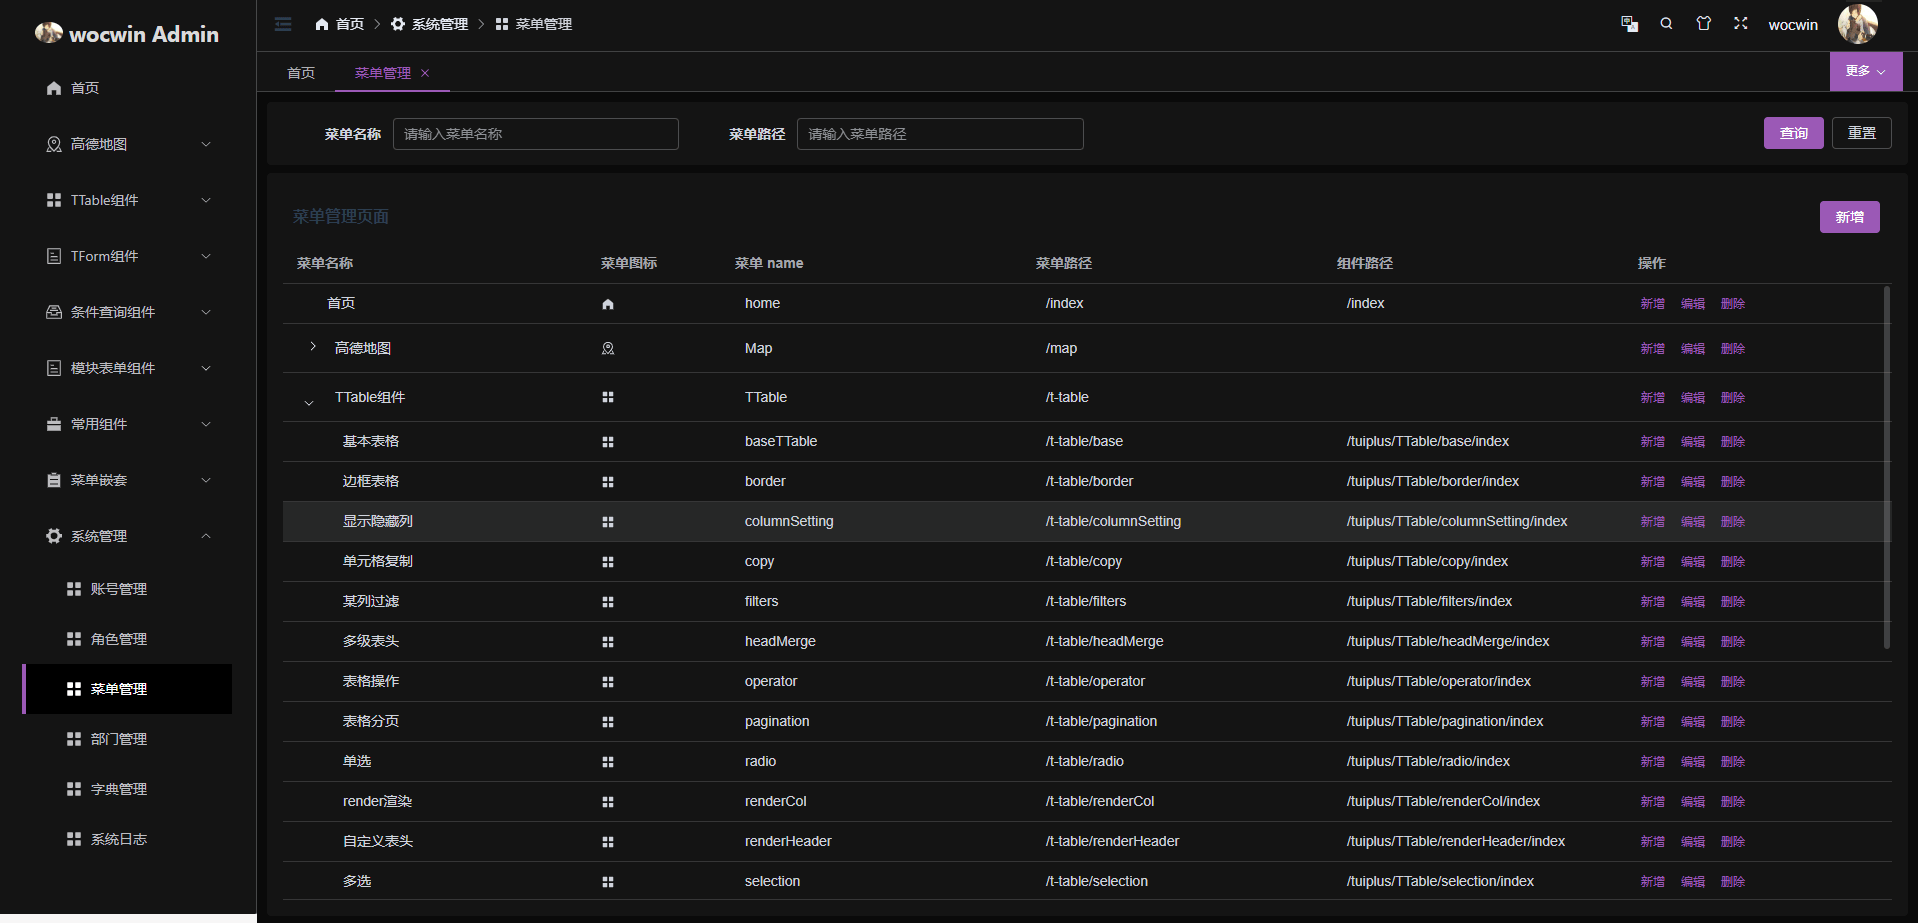 wocwin Admin
首页
高德地图
TTable组件
TForm组件
条件查询组件
模块表单组件
常用组件
菜单嵌套
系统管理
账号管理
角色管理
菜单管理
部门管理
字典管理
系统日志
首页 系统管理 菜单管理
wocwin
首页 菜单管理
更多
菜单名称 请输入菜单名称 菜单路径 请输入菜单路径 查询 重置
菜单管理页面 新增
菜单名称 菜单图标 菜单 name 菜单路径 组件路径 操作
首页 home /index /index 新增 编辑 删除
高德地图 Map /map 新增 编辑 删除
TTable组件 TTable /t-table 新增 编辑 删除
基本表格 baseTTable /t-table/base /tuiplus/TTable/base/index 新增 编辑 删除
边框表格 border /t-table/border /tuiplus/TTable/border/index 新增 编辑 删除
显示隐藏列 columnSetting /t-table/columnSetting /tuiplus/TTable/columnSetting/index 新增 编辑 删除
单元格复制 copy /t-table/copy /tuiplus/TTable/copy/index 新增 编辑 删除
某列过滤 filters /t-table/filters /tuiplus/TTable/filters/index 新增 编辑 删除
多级表头 headMerge /t-table/headMerge /tuiplus/TTable/headMerge/index 新增 编辑 删除
表格操作 operator /t-table/operator /tuiplus/TTable/operator/index 新增 编辑 删除
表格分页 pagination /t-table/pagination /tuiplus/TTable/pagination/index 新增 编辑 删除
单选 radio /t-table/radio /tuiplus/TTable/radio/index 新增 编辑 删除
render渲染 renderCol /t-table/renderCol /tuiplus/TTable/renderCol/index 新增 编辑 删除
自定义表头 renderHeader /t-table/renderHeader /tuiplus/TTable/renderHeader/index 新增 编辑 删除
多选 selection /t-table/selection /tuiplus/TTable/selection/index 新增 编辑 删除